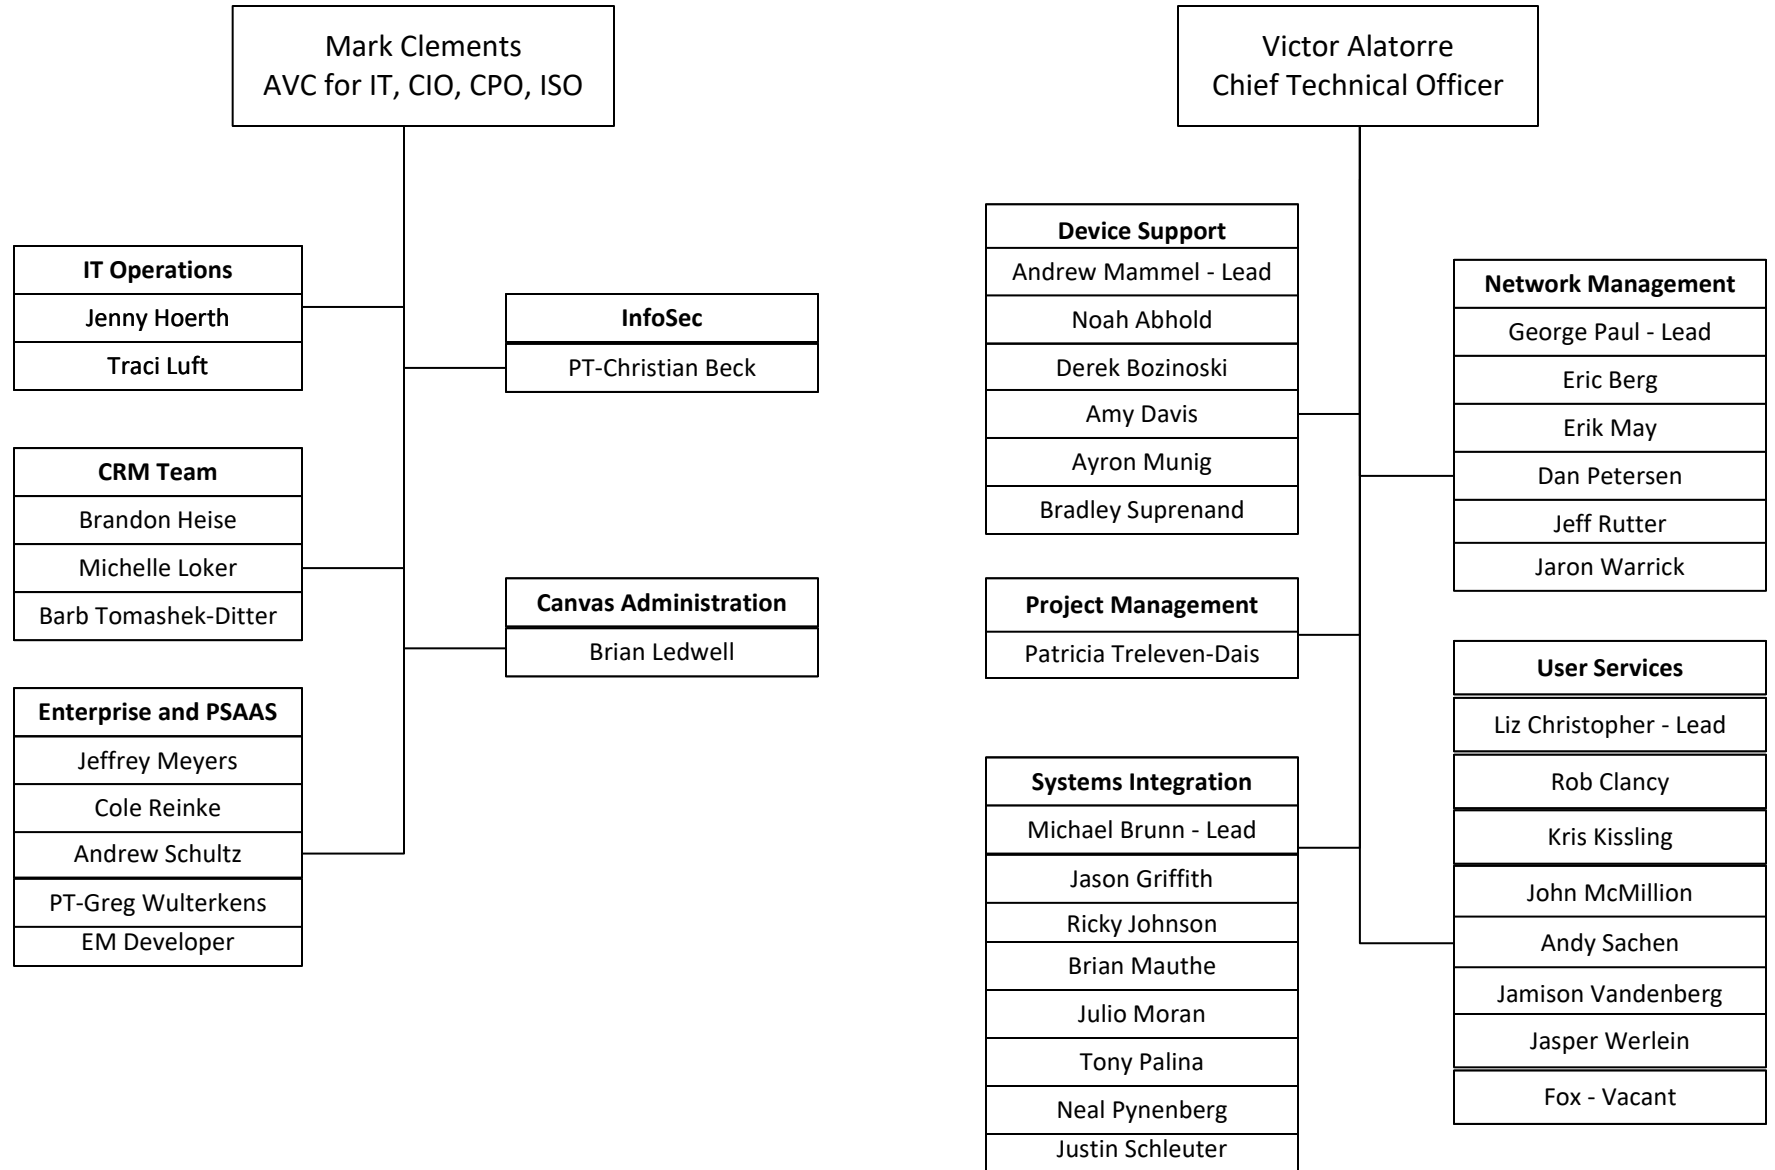 Mark Clements
AVC for IT, CIO, CPO, ISO
IT Operations
Jenny Hoerth
Traci Luft
InfoSec
PT-Christian Beck
CRM Team
Brandon Heise
Michelle Loker
Barb Tomashek-Ditter
Canvas Administration
Brian Ledwell
Enterprise and PSAAS
Jeffrey Meyers
Cole Reinke
Andrew Schultz
PT-Greg Wulterkens
EM Developer
Victor Alatorre
Chief Technical Officer
Device Support
Andrew Mammel - Lead
Noah Abhold
Derek Bozinoski
Amy Davis
Ayron Munig
Bradley Suprenand
Network Management
George Paul - Lead
Eric Berg
Erik May
Dan Petersen
Jeff Rutter
Jaron Warrick
Project Management
Patricia Treleven-Dais
User Services
Liz Christopher - Lead
Rob Clancy
Kris Kissling
John McMillion
Andy Sachen
Jamison Vandenberg
Jasper Werlein
Fox - Vacant
Systems Integration
Michael Brunn - Lead
Jason Griffith
Ricky Johnson
Brian Mauthe
Julio Moran
Tony Palina
Neal Pynenberg
Justin Schleuter